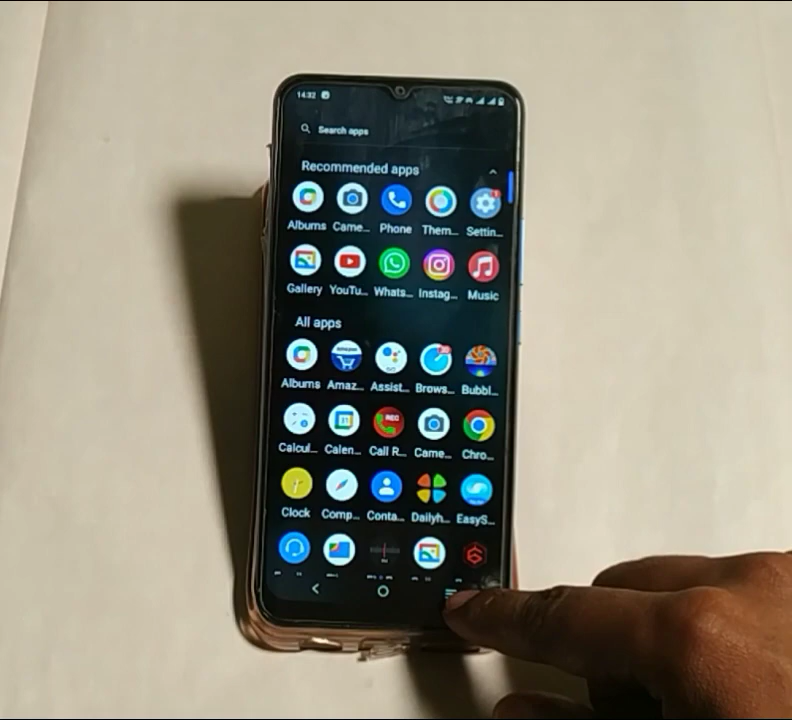 14:32
Search apps
Recommended apps
Albums Came... Phone Them... Settin...
Gallery YouTu... Whats... Instag... Music
All apps
Albums Amaz... Assist... Brows... Bubbl...
Calcul... Calen... Call R... Came... Chro...
Clock Comp... Conta... Dailyh... EasyS...